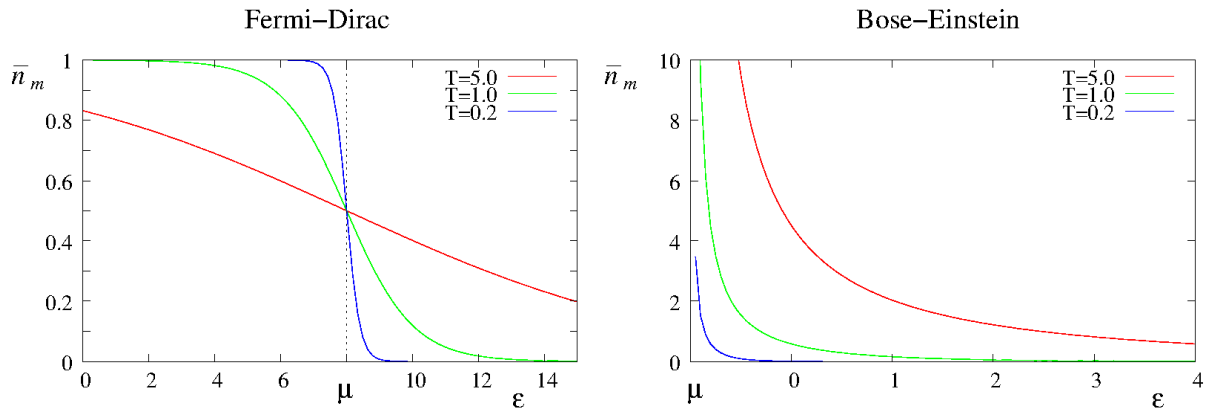 Fermi−Dirac
n̄ m
1
0.8
0.6
0.4
0.2
0
T=5.0
T=1.0
T=0.2
0 2 4 6 8 10 12 14
μ ε
Bose−Einstein
n̄ m
10
8
6
4
2
0
T=5.0
T=1.0
T=0.2
0 1 2 3 4
μ ε